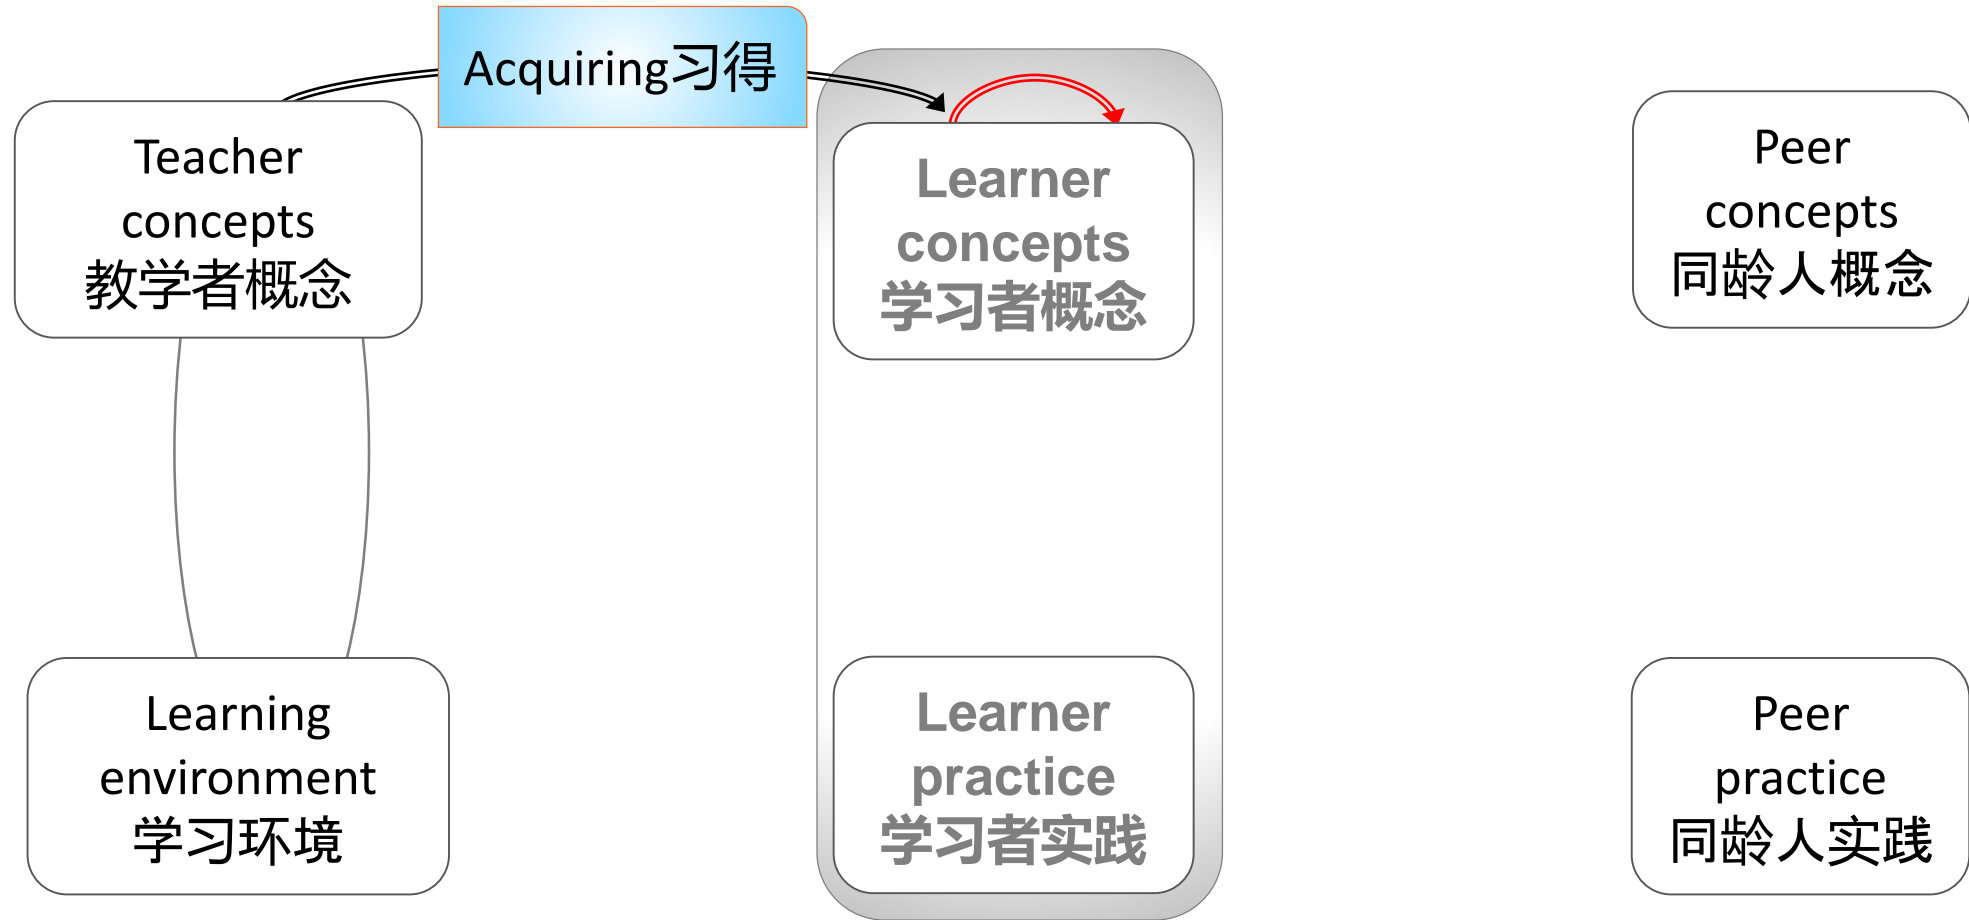 Acquiring习得
Teacher
concepts
教学者概念
Learner
concepts
学习者概念
Peer
concepts
同龄人概念
Learning
environment
学习环境
Learner
practice
学习者实践
Peer
practice
同龄人实践